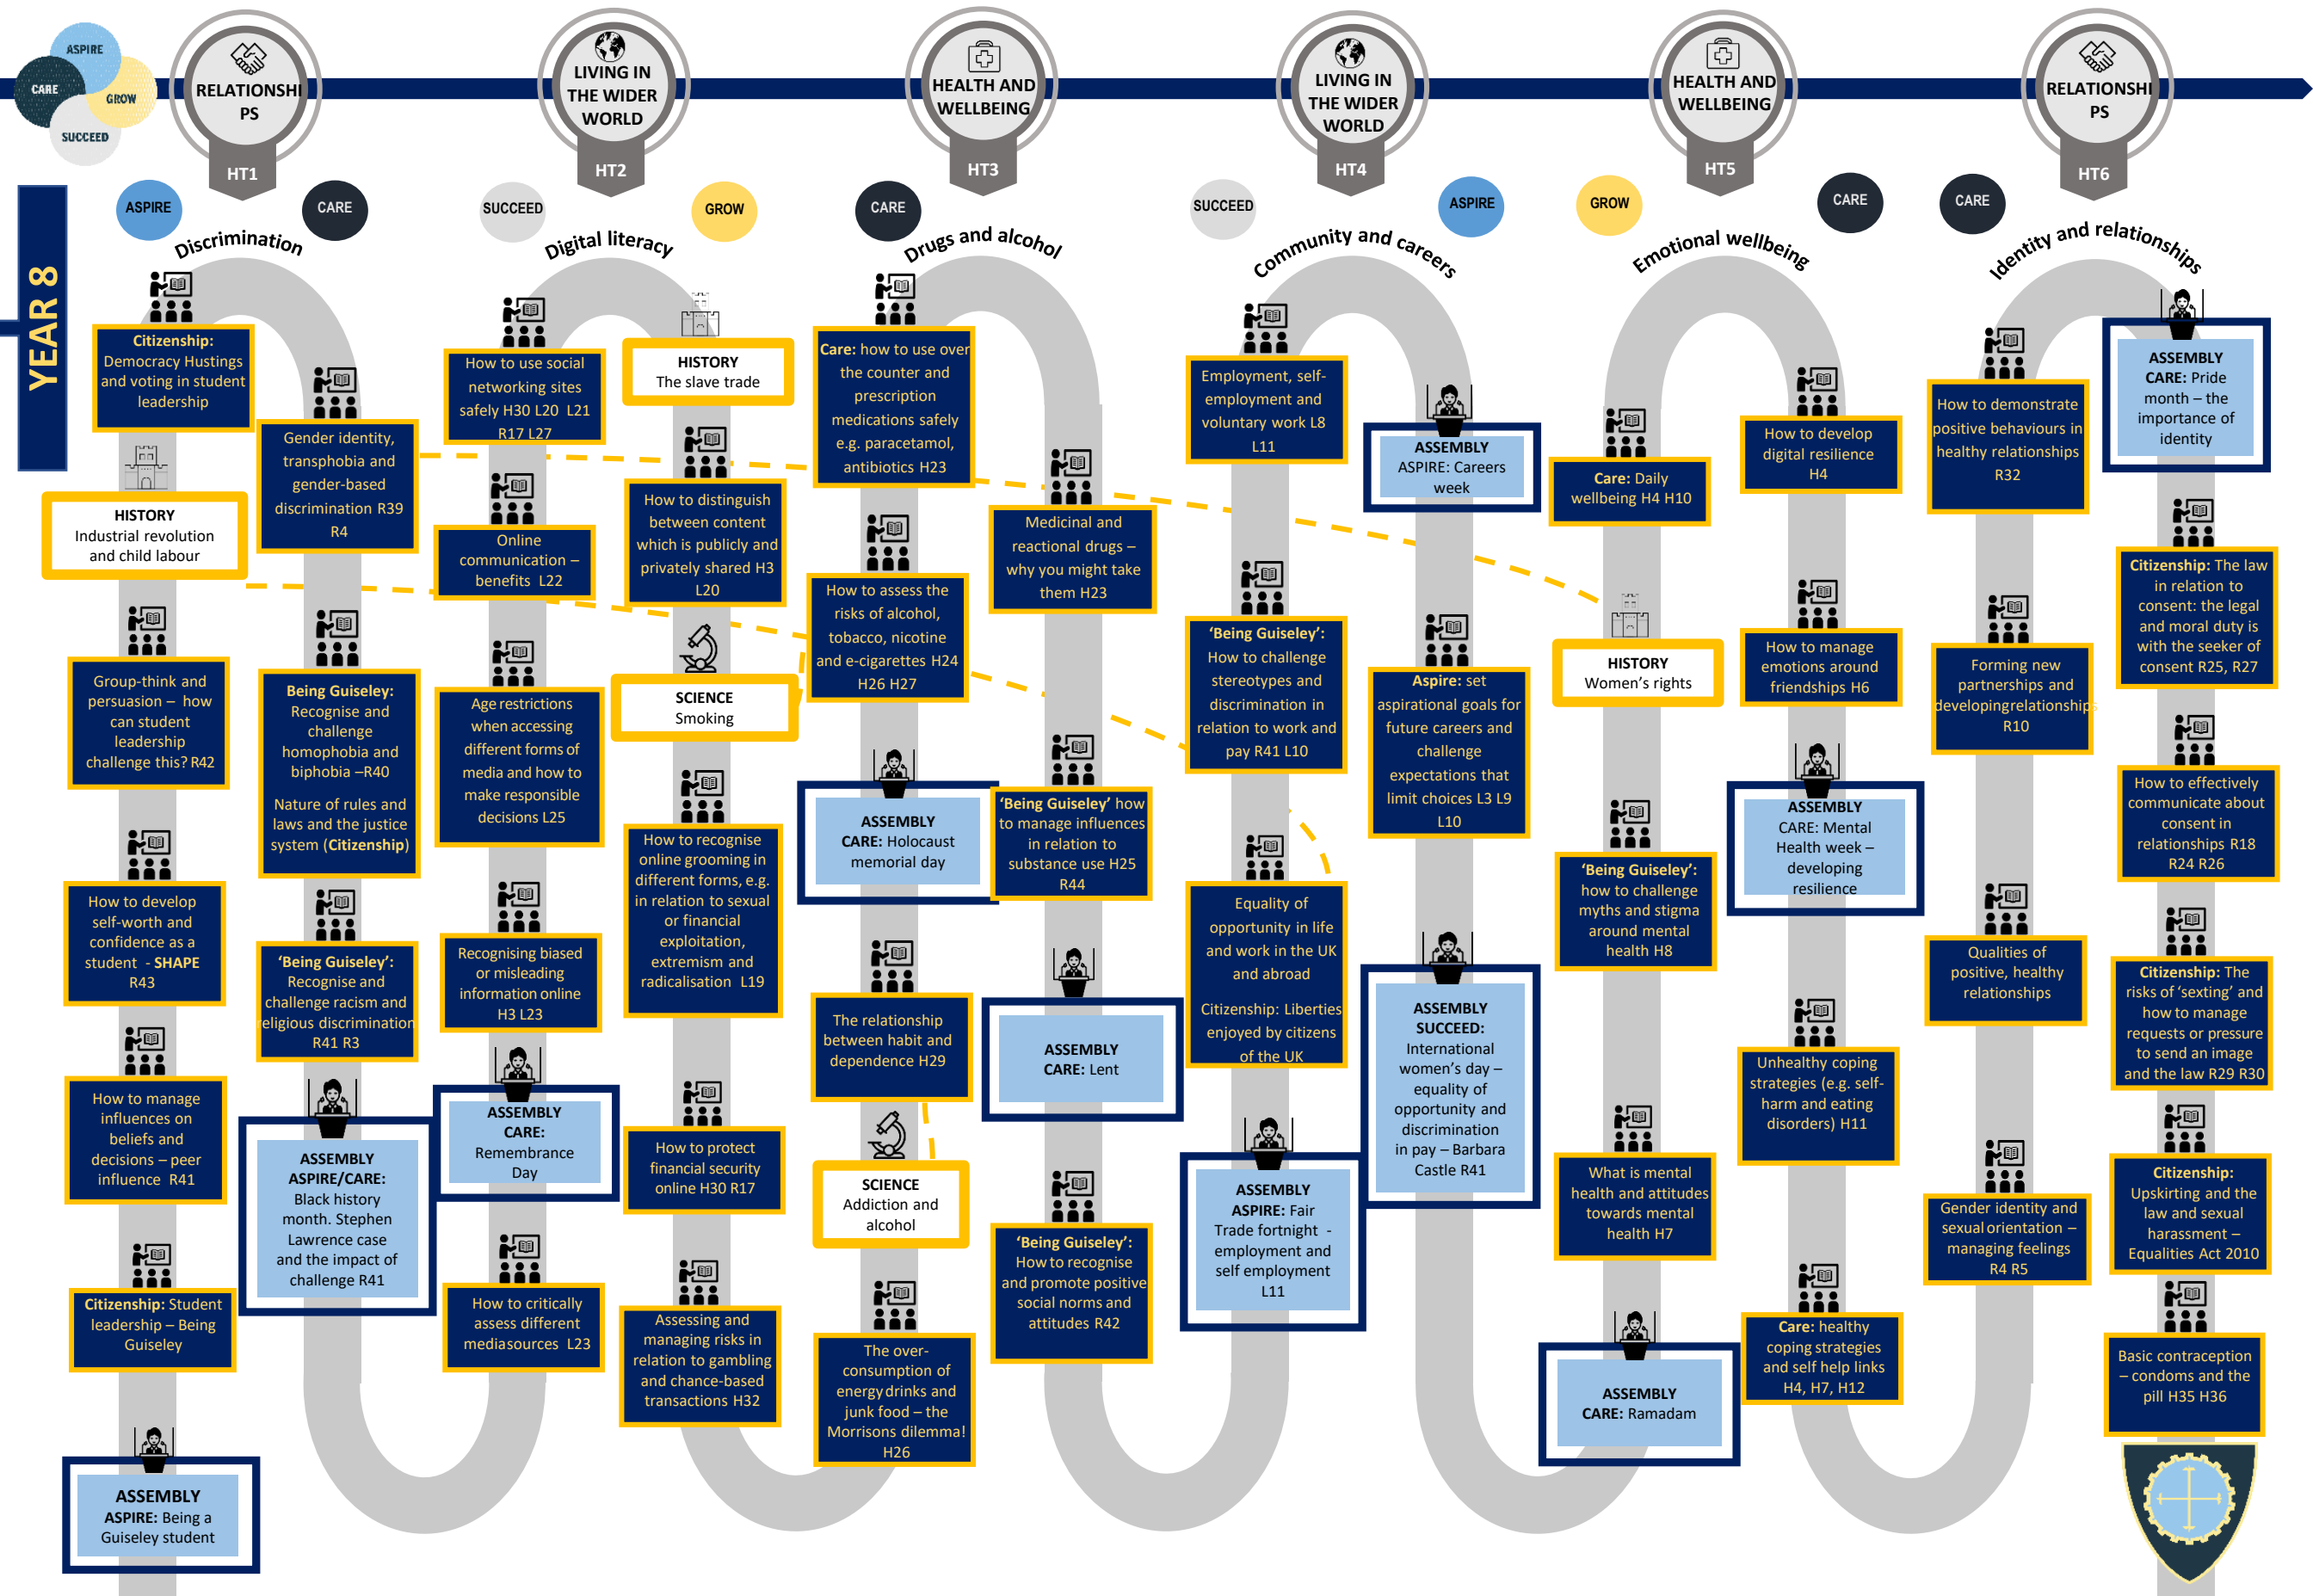 ASPIRE
CARE
GROW
SUCCEED
YEAR 8
RELATIONSHI
PS
HT1
LIVING IN
THE WIDER
WORLD
HT2
HEALTH AND
WELLBEING
HT3
LIVING IN
THE WIDER
WORLD
HT4
HEALTH AND
WELLBEING
HT5
RELATIONSHI
PS
HT6
ASPIRE
CARE
SUCCEED
GROW
CARE
SUCCEED
ASPIRE
GROW
CARE
CARE
Discrimination
Digital literacy
Drugs and alcohol
Community and careers
Emotional wellbeing
Identity and relationships
Citizenship:
Democracy Hustings
and voting in student
leadership
HISTORY
Industrial revolution
and child labour
Group-think and
persuasion – how
can student
leadership
challenge this? R42
How to develop
self-worth and
confidence as a
student - SHAPE
R43
How to manage
influences on
beliefs and
decisions – peer
influence R41
Citizenship: Student
leadership – Being
Guiseley
ASSEMBLY
ASPIRE: Being a
Guiseley student
Gender identity,
transphobia and
gender-based
discrimination R39
R4
Being Guiseley:
Recognise and
challenge
homophobia and
biphobia –R40
Nature of rules and
laws and the justice
system (Citizenship)
‘Being Guiseley’:
Recognise and
challenge racism and
religious discrimination
R41 R3
ASSEMBLY
ASPIRE/CARE:
Black history
month. Stephen
Lawrence case
and the impact of
challenge R41
How to use social
networking sites
safely H30 L20 L21
R17 L27
Online
communication –
benefits L22
Age restrictions
when accessing
different forms of
media and how to
make responsible
decisions L25
Recognising biased
or misleading
information online
H3 L23
ASSEMBLY
CARE:
Remembrance
Day
How to critically
assess different
mediasources L23
HISTORY
The slave trade
How to distinguish
between content
which is publicly and
privately shared H3
L20
SCIENCE
Smoking
How to recognise
online grooming in
different forms, e.g.
in relation to sexual
or financial
exploitation,
extremism and
radicalisation L19
How to protect
financial security
online H30 R17
Assessing and
managing risks in
relation to gambling
and chance-based
transactions H32
Care: how to use over
the counter and
prescription
medications safely
e.g. paracetamol,
antibiotics H23
How to assess the
risks of alcohol,
tobacco, nicotine
and e-cigarettes H24
H26 H27
ASSEMBLY
CARE: Holocaust
memorial day
The relationship
between habit and
dependence H29
SCIENCE
Addiction and
alcohol
The over-
consumption of
energy drinks and
junk food – the
Morrisons dilemma!
H26
Medicinal and
reactional drugs –
why you might take
them H23
‘Being Guiseley’ how
to manage influences
in relation to
substance use H25
R44
ASSEMBLY
CARE: Lent
‘Being Guiseley’:
How to recognise
and promote positive
social norms and
attitudes R42
Employment, self-
employment and
voluntary work L8
L11
‘Being Guiseley’:
How to challenge
stereotypes and
discrimination in
relation to work and
pay R41 L10
Equality of
opportunity in life
and work in the UK
and abroad
Citizenship: Liberties
enjoyed by citizens
of the UK
ASSEMBLY
ASPIRE: Fair
Trade fortnight -
employment and
self employment
L11
ASSEMBLY
ASPIRE: Careers
week
Aspire: set
aspirational goals for
future careers and
challenge
expectations that
limit choices L3 L9
L10
ASSEMBLY
SUCCEED:
International
women’s day –
equality of
opportunity and
discrimination
in pay – Barbara
Castle R41
Care: Daily
wellbeing H4 H10
HISTORY
Women’s rights
‘Being Guiseley’:
how to challenge
myths and stigma
around mental
health H8
What is mental
health and attitudes
towards mental
health H7
ASSEMBLY
CARE: Ramadam
How to develop
digital resilience
H4
How to manage
emotions around
friendships H6
ASSEMBLY
CARE: Mental
Health week –
developing
resilience
Unhealthy coping
strategies (e.g. self-
harm and eating
disorders) H11
Care: healthy
coping strategies
and self help links
H4, H7, H12
How to demonstrate
positive behaviours in
healthy relationships
R32
Forming new
partnerships and
developingrelationships
R10
Qualities of
positive, healthy
relationships
Gender identity and
sexual orientation –
managing feelings
R4 R5
ASSEMBLY
CARE: Pride
month – the
importance of
identity
Citizenship: The law
in relation to
consent: the legal
and moral duty is
with the seeker of
consent R25, R27
How to effectively
communicate about
consent in
relationships R18
R24 R26
Citizenship: The
risks of ‘sexting’ and
how to manage
requests or pressure
to send an image
and the law R29 R30
Citizenship:
Upskirting and the
law and sexual
harassment –
Equalities Act 2010
Basic contraception
– condoms and the
pill H35 H36